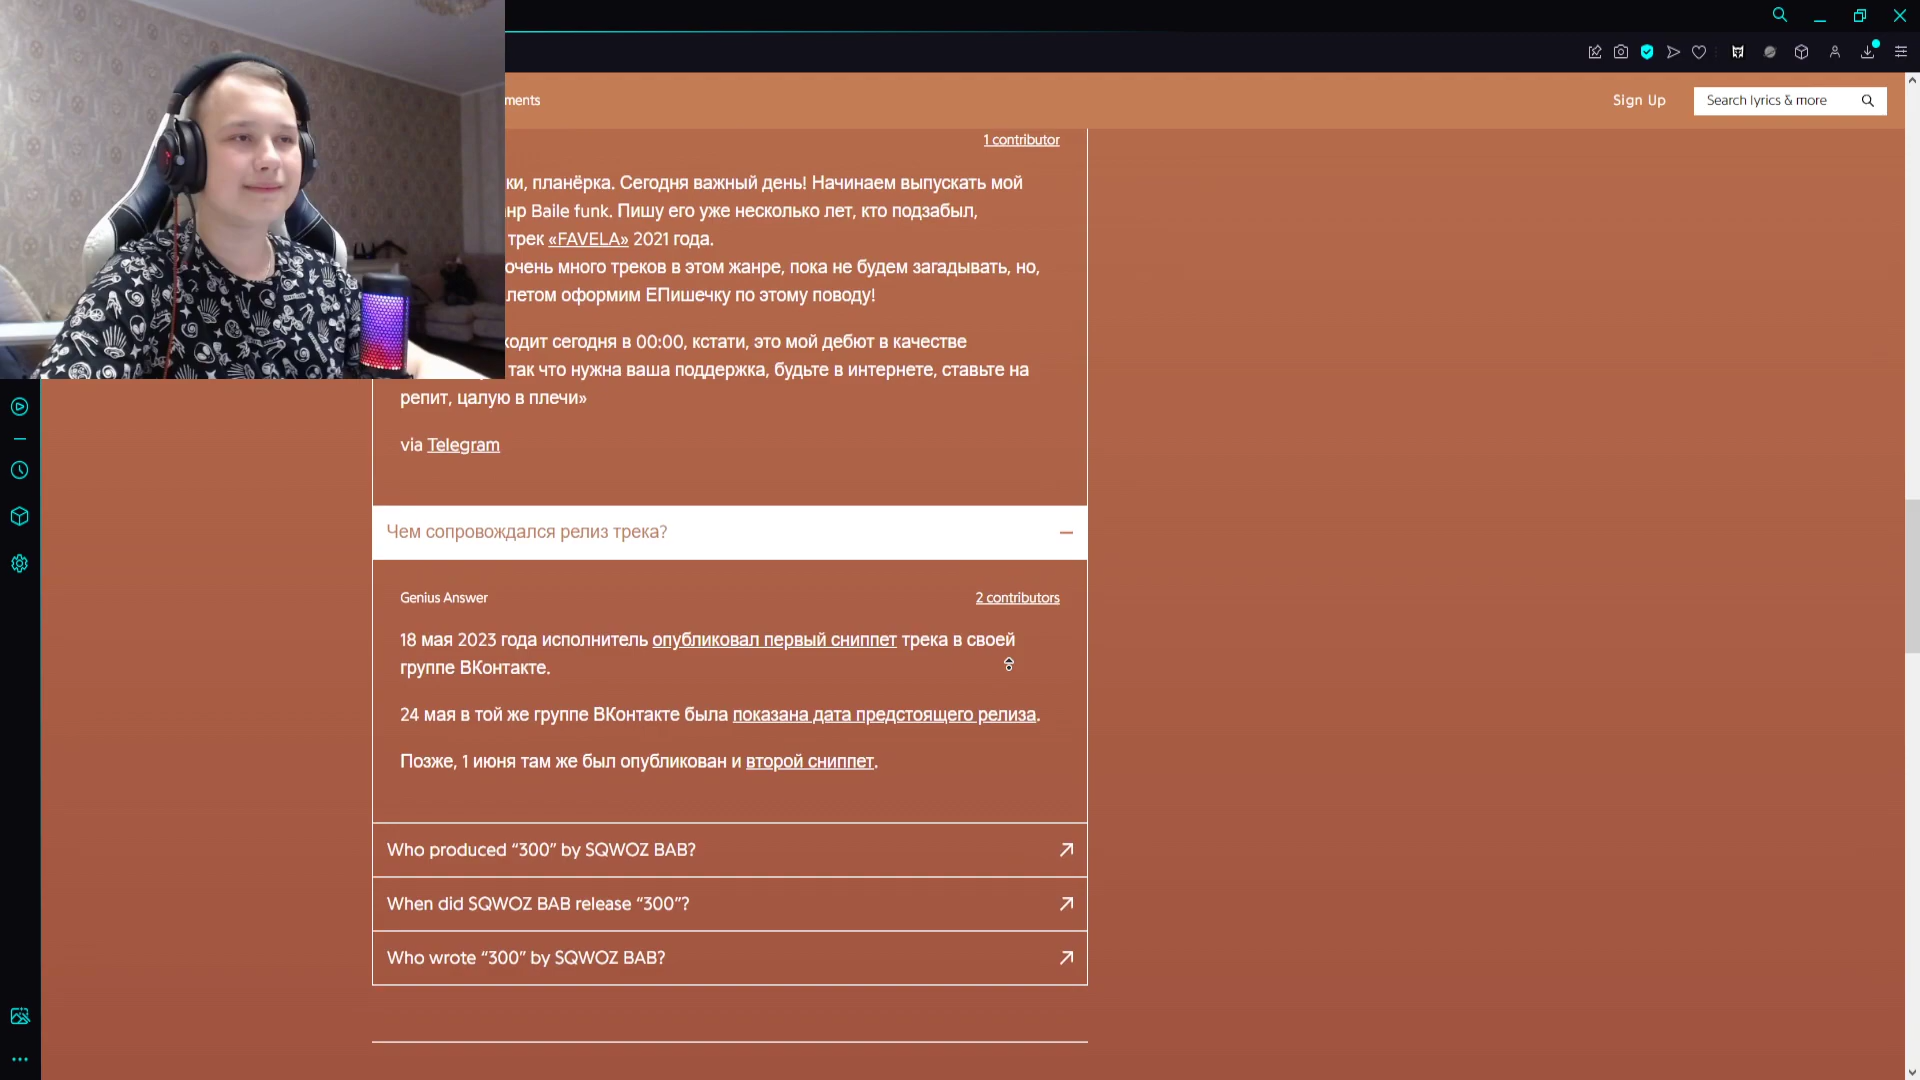 ments
Sign Up
Search lyrics & more
1 contributor
ки, планёрка. Сегодня важный день! Начинаем выпускать мой
нр Baile funk. Пишу его уже несколько лет, кто подзабыл,
трек «FAVELA» 2021 года.
очень много треков в этом жанре, пока не будем загадывать, но,
летом оформим ЕПишечку по этому поводу!
ходит сегодня в 00:00, кстати, это мой дебют в качестве
так что нужна ваша поддержка, будьте в интернете, ставьте на
репит, цалую в плечи»
via Telegram
Чем сопровождался релиз трека?
Genius Answer
2 contributors
18 мая 2023 года исполнитель опубликовал первый сниппет трека в своей
группе ВКонтакте.
24 мая в той же группе ВКонтакте была показана дата предстоящего релиза.
Позже, 1 июня там же был опубликован и второй сниппет.
Who produced “300” by SQWOZ BAB?
When did SQWOZ BAB release “300”?
Who wrote “300” by SQWOZ BAB?